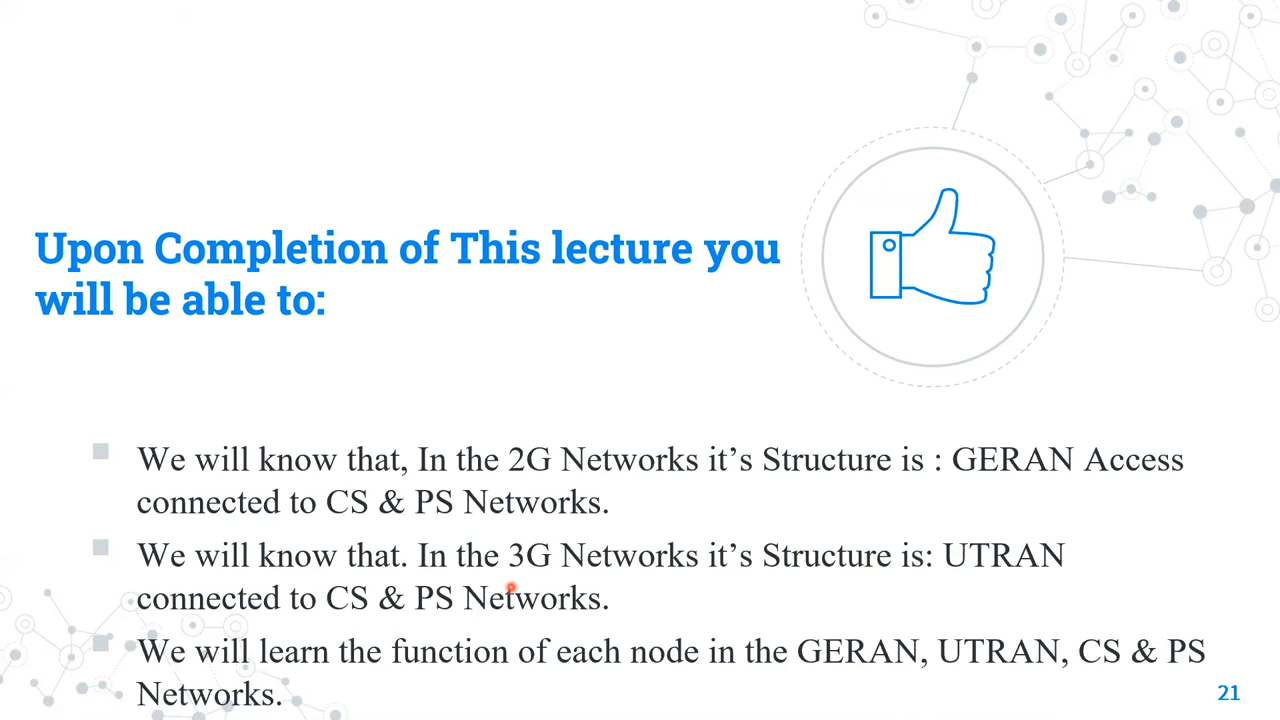 Upon Completion of This lecture you
will be able to:
We will know that, In the 2G Networks it’s Structure is : GERAN Access
connected to CS & PS Networks.
We will know that. In the 3G Networks it’s Structure is: UTRAN
connected to CS & PS Networks.
We will learn the function of each node in the GERAN, UTRAN, CS & PS
Networks.
21